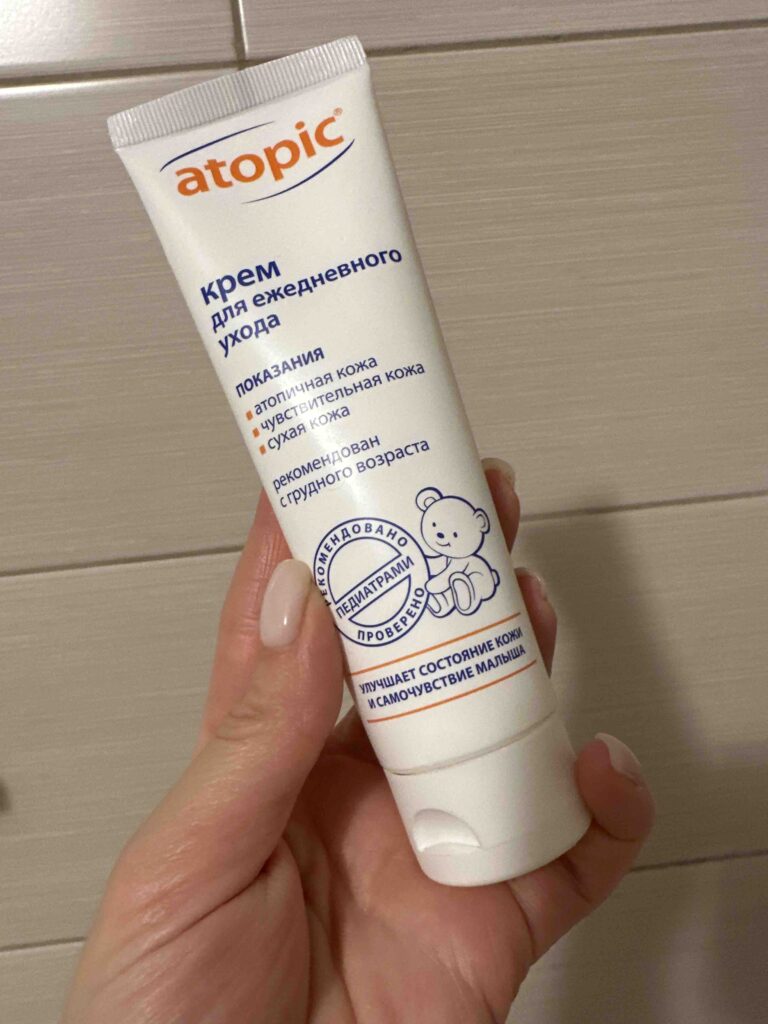 atopic®
крем
для ежедневного
ухода
ПОКАЗАНИЯ
атопичная кожа
чувствительная кожа
сухая кожа
рекомендован
с грудного возраста
РЕКОМЕНДОВАНО
ПЕДИАТРАМИ
ПРОВЕРЕНО
УЛУЧШАЕТ СОСТОЯНИЕ КОЖИ
И САМОЧУВСТВИЕ МАЛЫША